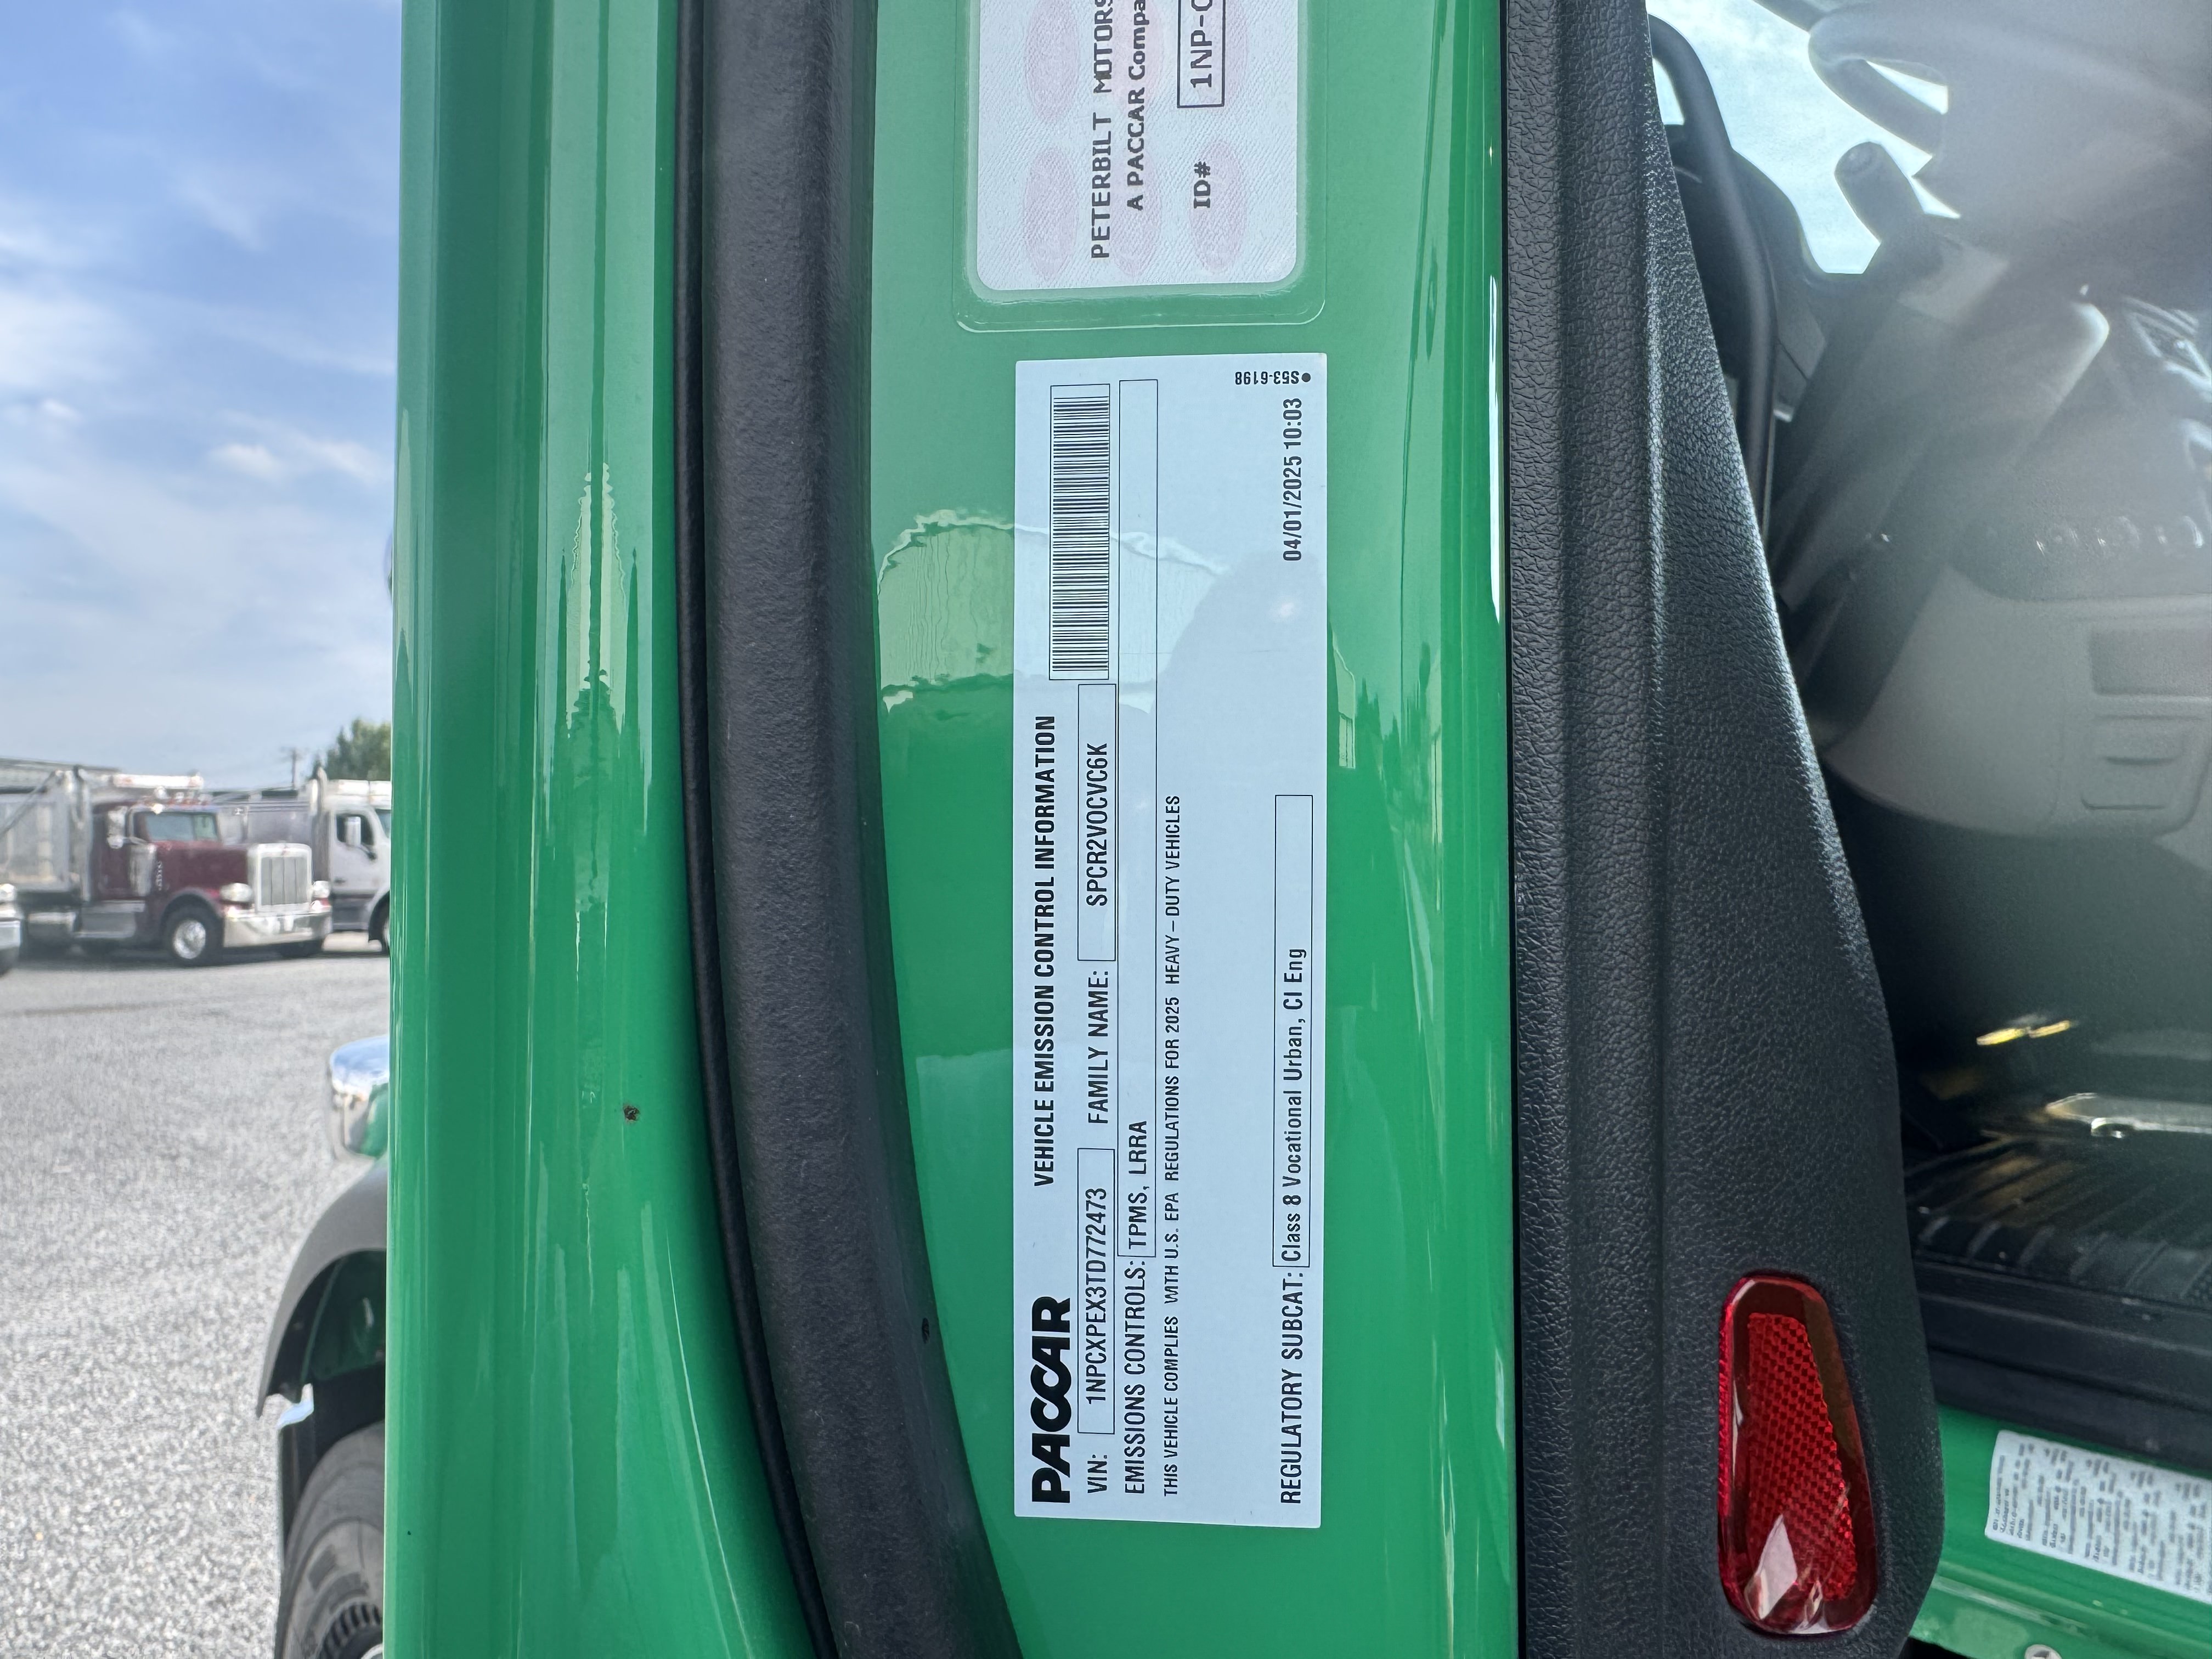 PETERBILT MOTORS
A PACCAR Compa
ID# 1NP-C
PACCAR VEHICLE EMISSION CONTROL INFORMATION
VIN: 1NPCXPEX3TD772473 FAMILY NAME: SPCR2VOCVC6K
EMISSIONS CONTROLS: TPMS, LRRA
THIS VEHICLE COMPLIES WITH U.S. EPA REGULATIONS FOR 2025 HEAVY-DUTY VEHICLES
REGULATORY SUBCAT: Class 8 Vocational Urban, CI Eng 04/01/2025 10:03
●S53-6198